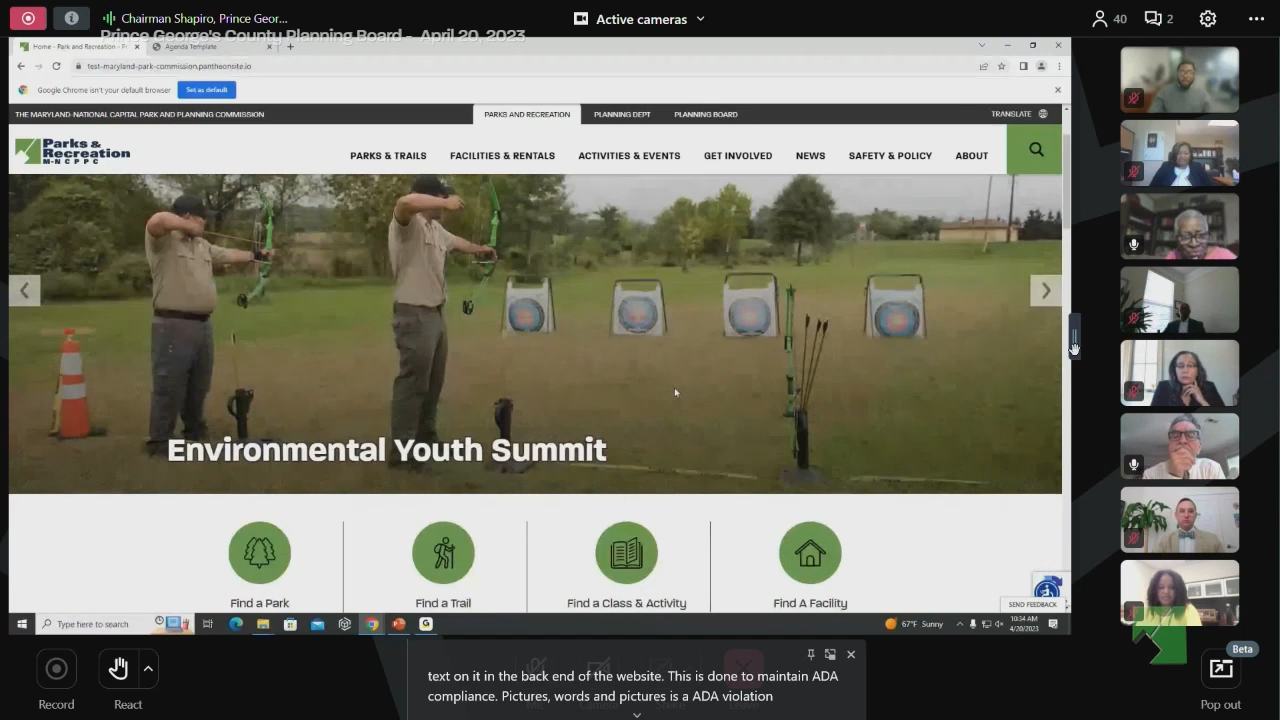 Chairman Shapiro, Prince Geor...
Active cameras
40
2
Prince George's County Planning Board - April 20, 2023
Home - Park and Recreation - P
Agenda Template
test-maryland-park-commission.pantheonsite.io
Google Chrome isn't your default browser
Set as default
THE MARYLAND-NATIONAL CAPITAL PARK AND PLANNING COMMISSION
PARKS AND RECREATION
PLANNING DEPT
PLANNING BOARD
TRANSLATE
Parks &
Recreation
M-NCPPC
PARKS & TRAILS
FACILITIES & RENTALS
ACTIVITIES & EVENTS
GET INVOLVED
NEWS
SAFETY & POLICY
ABOUT
Environmental Youth Summit
Find a Park
Find a Trail
Find a Class & Activity
Find A Facility
SEND FEEDBACK
Type here to search
67°F Sunny
10:34 AM
4/20/2023
text on it in the back end of the website. This is done to maintain ADA
compliance. Pictures, words and pictures is a ADA violation
Record
React
Beta
Pop out